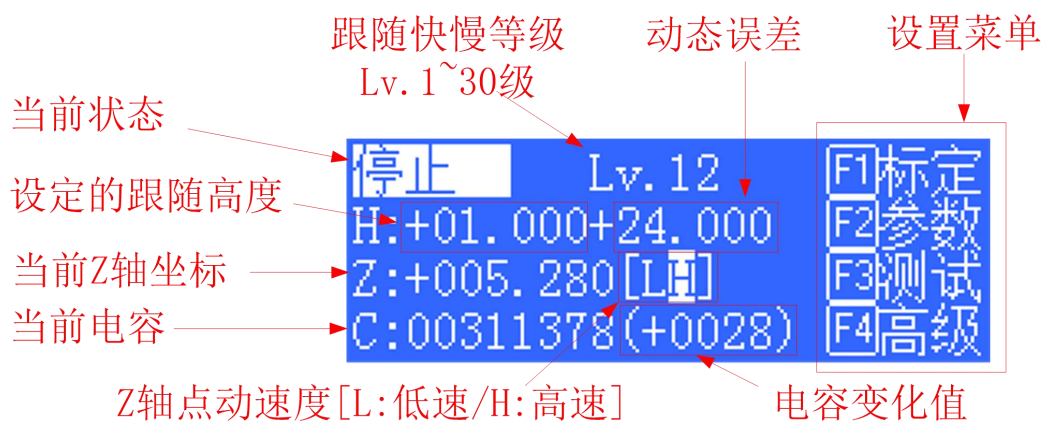 跟随快慢等级
Lv.1~30级
动态误差
设置菜单
当前状态
停止
Lv.12
F1标定
设定的跟随高度
H:+01.000+24.000
F2参数
当前Z轴坐标
Z:+005.280[LH]
F3测试
当前电容
C:00311378(+0028)
F4高级
Z轴点动速度[L:低速/H:高速]
电容变化值